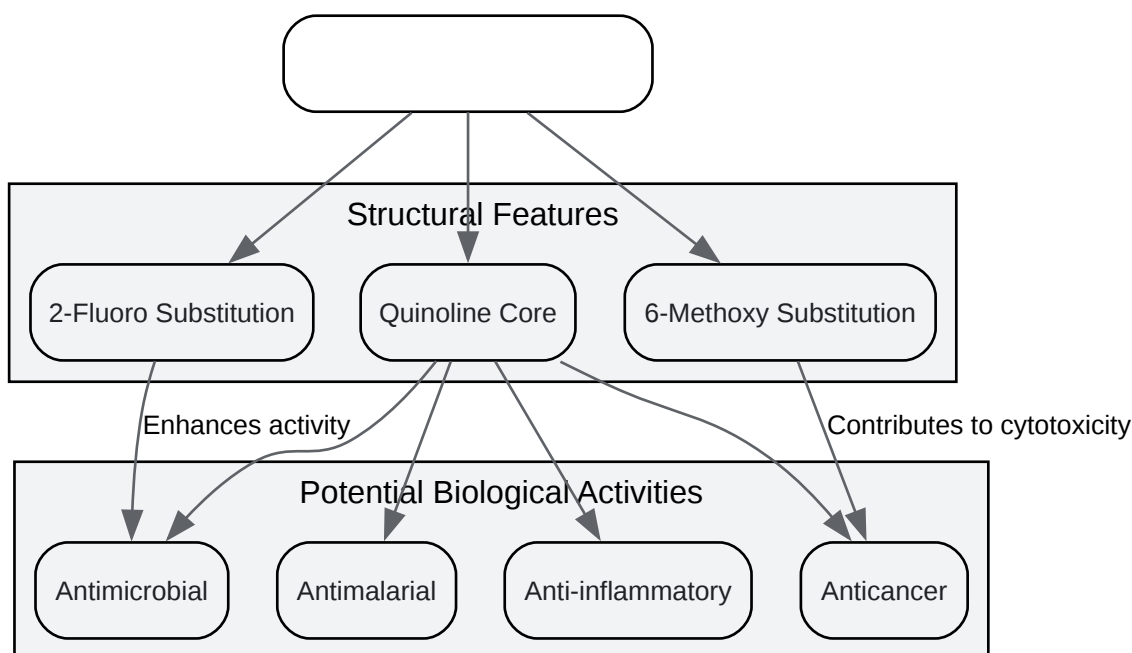 Structural Features
2-Fluoro Substitution
Quinoline Core
6-Methoxy Substitution
Enhances activity
Contributes to cytotoxicity
Potential Biological Activities
Antimicrobial
Antimalarial
Anti-inflammatory
Anticancer